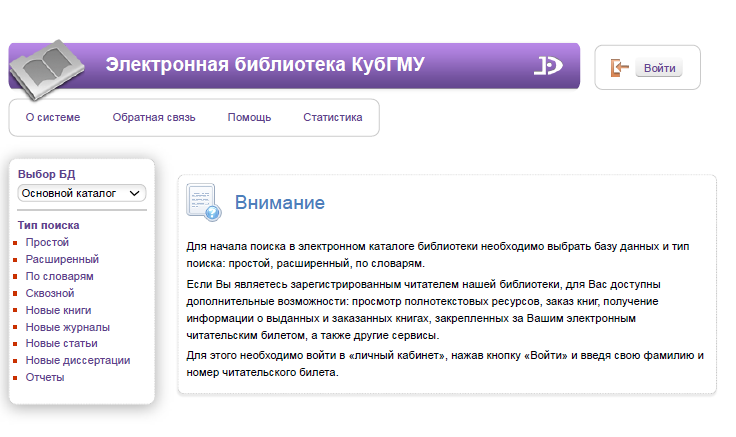 Электронная библиотека КубГМУ
Войти
О системе Обратная связь Помощь Статистика
Выбор БД
Основной каталог
Тип поиска
Простой
Расширенный
По словарям
Сквозной
Новые книги
Новые журналы
Новые статьи
Новые диссертации
Отчеты
Внимание
Для начала поиска в электронном каталоге библиотеки необходимо выбрать базу данных и тип
поиска: простой, расширенный, по словарям.
Если Вы являетесь зарегистрированным читателем нашей библиотеки, для Вас доступны
дополнительные возможности: просмотр полнотекстовых ресурсов, заказ книг, получение
информации о выданных и заказанных книгах, закрепленных за Вашим электронным
читательским билетом, а также другие сервисы.
Для этого необходимо войти в «личный кабинет», нажав кнопку «Войти» и введя свою фамилию и
номер читательского билета.